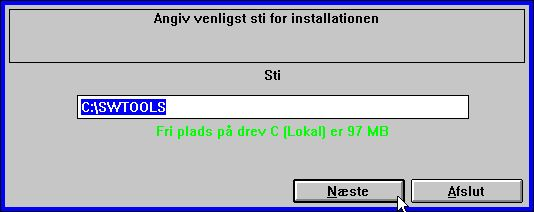 Angiv venligst sti for installationen
Sti
C:\SWTOOLS
Fri plads på drev C (Lokal) er 97 MB
Næste
Afslut